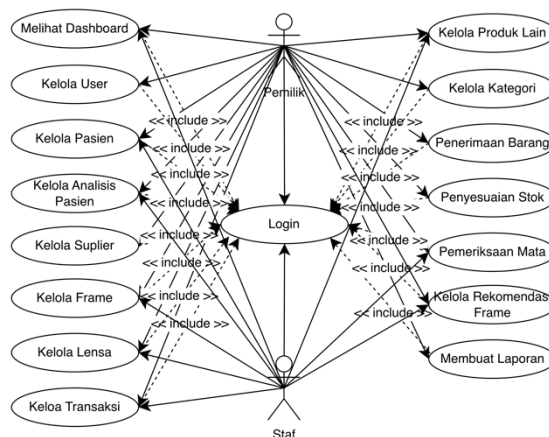 Melihat Dashboard
Kelola User
Kelola Pasien
Kelola Analisis
Pasien
Kelola Suplier
Kelola Frame
Kelola Lensa
Keloa Transaksi
Pemilik
<< include >>
<< include >>
<< include >>
<< include >>
<< include >>
<< include >>
<< include >>
<< include >>
Login
<< include >>
<< include >>
<< include >>
<< include >>
<< include >>
<< include >>
<< include >>
Staf
Kelola Produk Lain
Kelola Kategori
Penerimaan Barang
Penyesuaian Stok
Pemeriksaan Mata
Kelola Rekomendas
Frame
Membuat Laporan